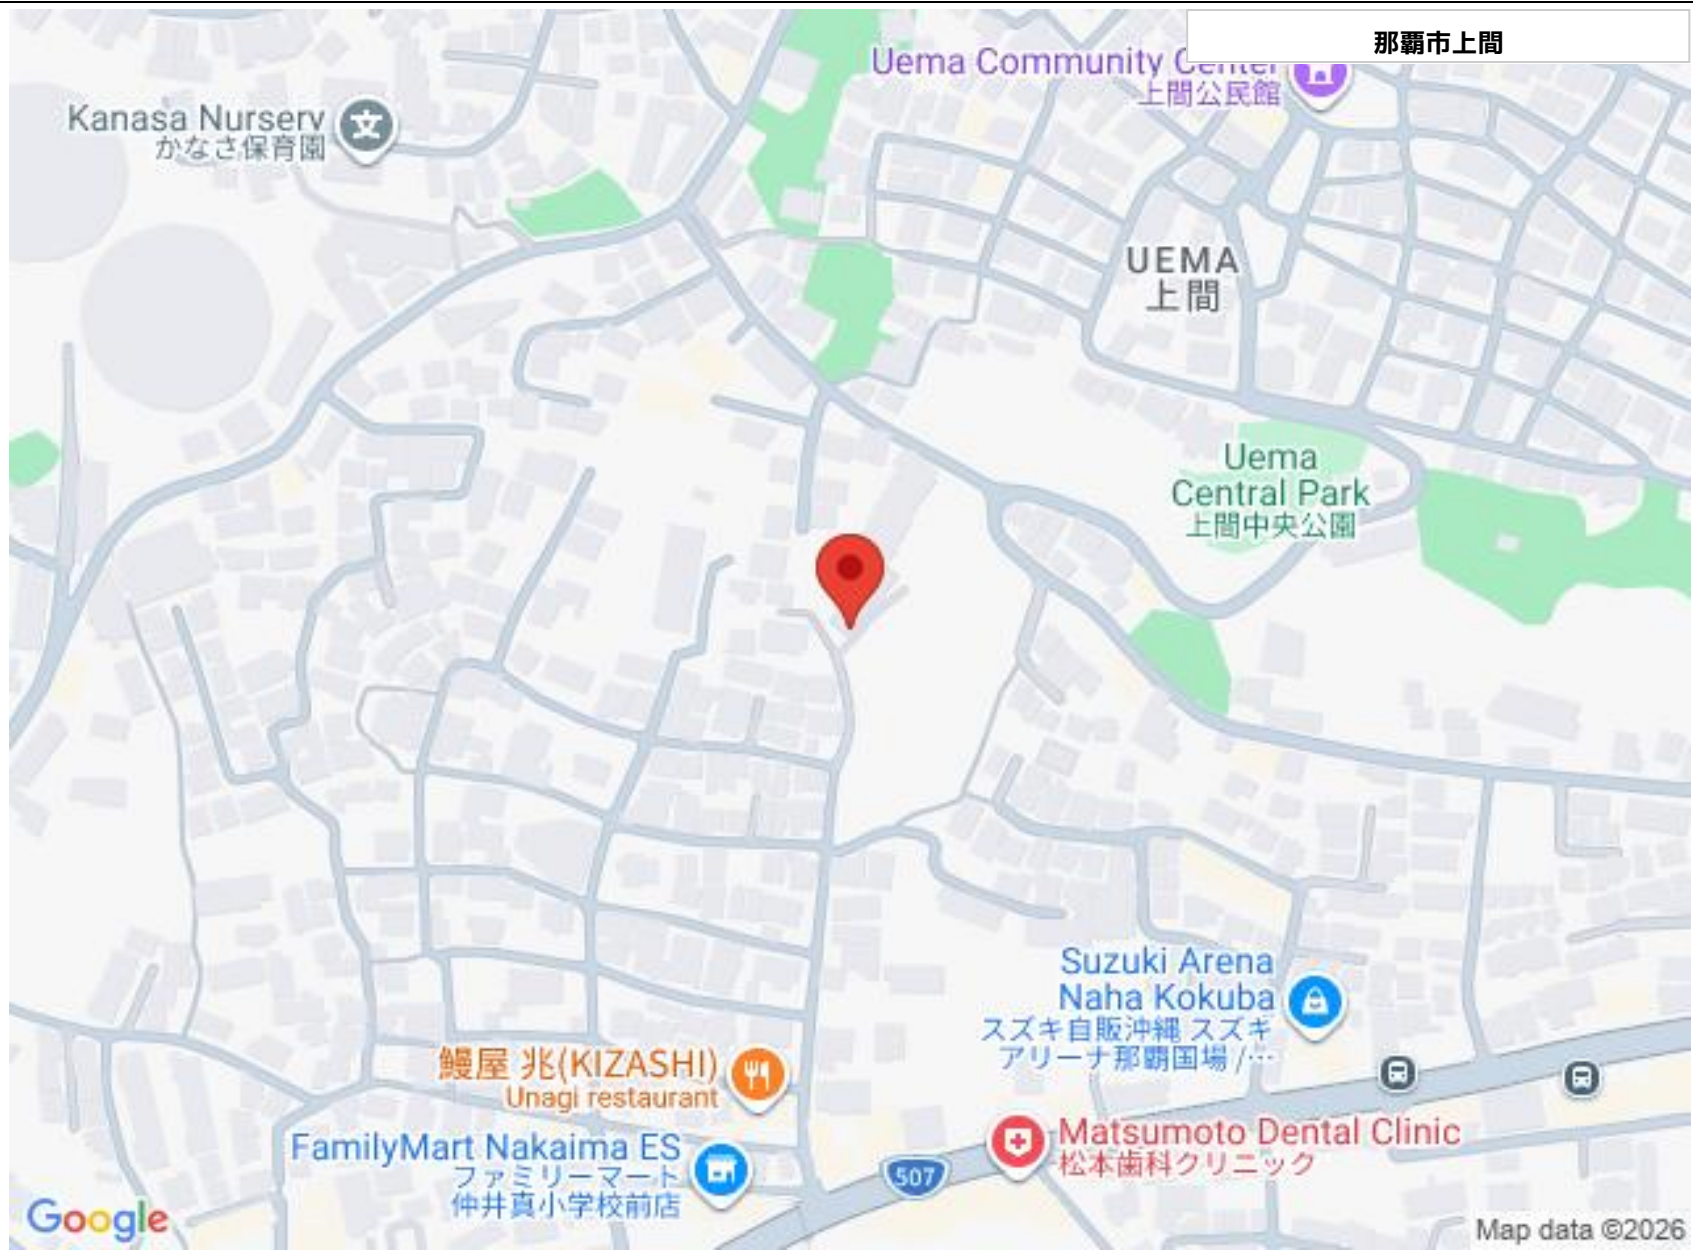 那覇市上間
Uema Community Center
上間公民館
Kanasa Nursery
かなさ保育園
UEMA
上間
Uema
Central Park
上間中央公園
Suzuki Arena
Naha Kokuba
スズキ自販沖縄 スズキ
アリーナ那覇国場 /…
鰻屋 兆(KIZASHI)
Unagi restaurant
FamilyMart Nakaima ES
ファミリーマート
仲井真小学校前店
507
Matsumoto Dental Clinic
松本歯科クリニック
Google
Map data ©2026